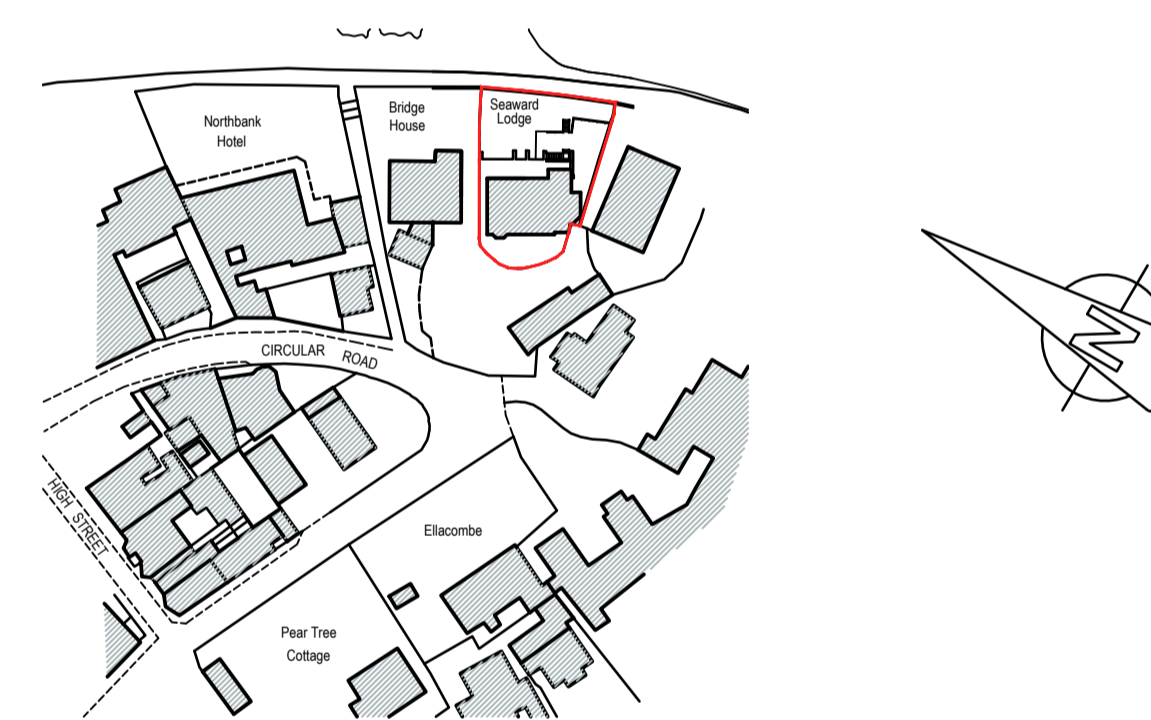 Northbank
Hotel
Bridge
House
Seaward
Lodge
CIRCULAR ROAD
HIGH STREET
Ellacombe
Pear Tree
Cottage
N